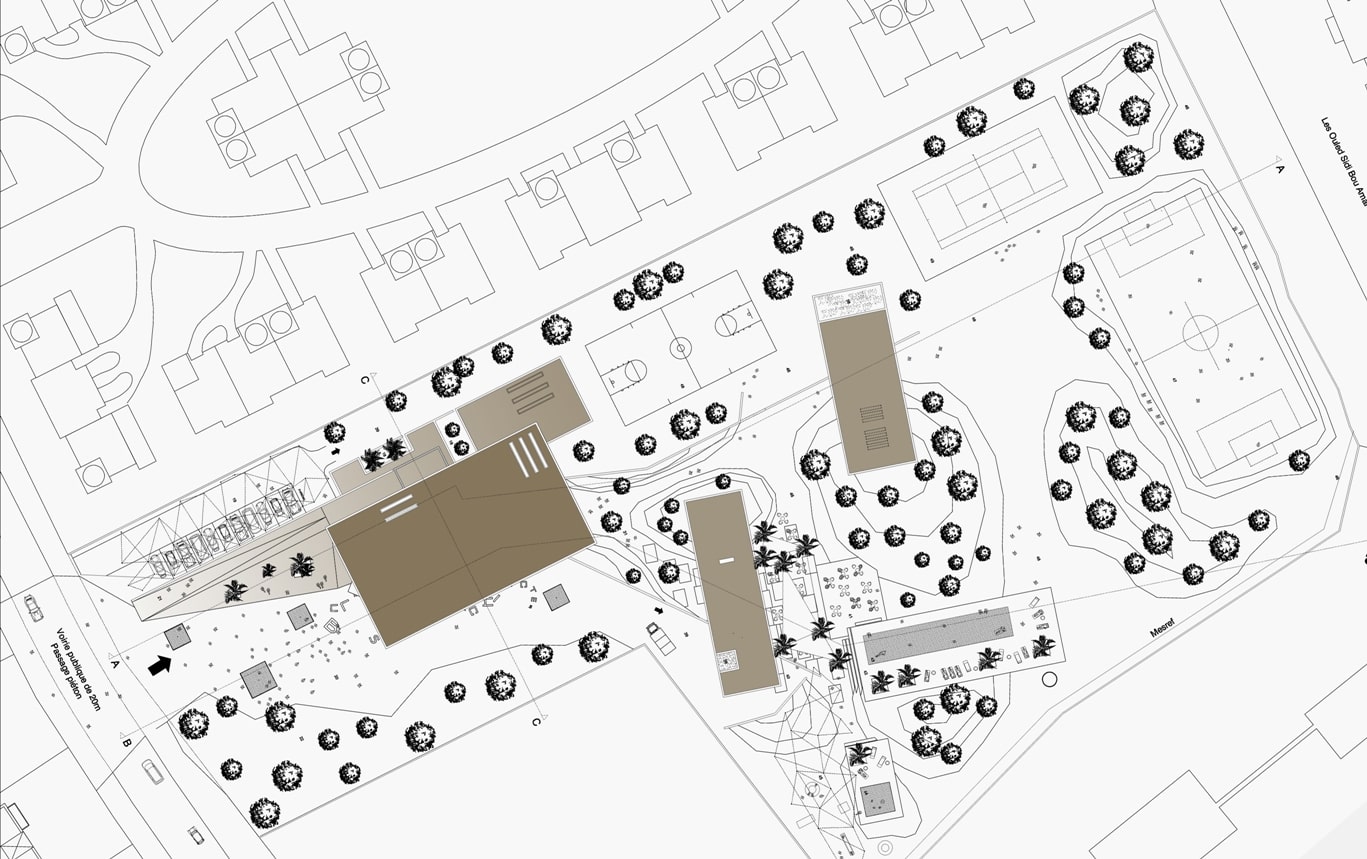 Les Ouled Sidi Bou Amar
A
C
Voirie publique de 20m
Passage piéton
A
B
C
Mesref